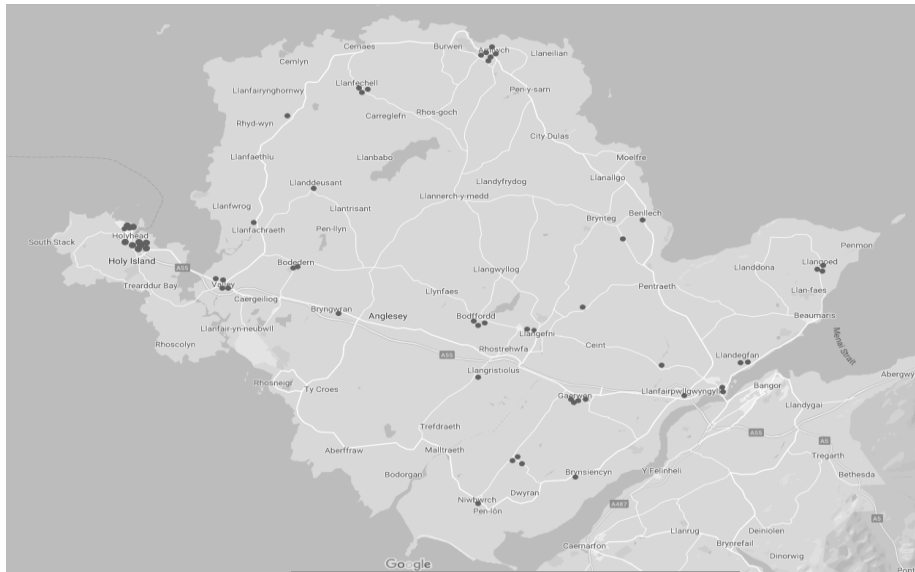 Cemaes
Burwen
Amlwch
Llaneilian
Cemlyn
Llanfechell
Llanfairynghornwy
Pen-y-sarn
Rhos-goch
Carreglefn
Rhyd-wyn
City Dulas
Llanfaethlu
Llanbabo
Moelfre
Llanallgo
Llanddeusant
Llandyfrydog
Llannerch-y-medd
Llanfwrog
Llantrisant
Brynteg
Benllech
Pen-llyn
Llanfachraeth
Holyhead
South Stack
Penmon
Holy Island
A55
Bodedern
Llangwyllog
Llanddona
Llangoed
Trearddur Bay
Valley
Llynfaes
Pentraeth
Llan-faes
Caergeiliog
Bryngwran
Anglesey
Bodffordd
Beaumaris
Llanfair-yn-neubwll
Llangefni
Rhoscolyn
Rhostrehwfa
Ceint
Menai Strait
A55
Llandegfan
Llangristiolus
Rhosneigr
Ty Croes
Gaerwen
Llanfairpwllgwyngyll
Bangor
Abergwy
Llandygai
Trefdraeth
A55
A5
Aberffraw
Malltraeth
Tregarth
Bodorgan
Brynsiencyn
Y Felinheli
Bethesda
Dwyran
Niwbwrch
Pen-lôn
A487
A5
Llanrug
Deiniolen
Caernarfon
Brynrefail
Dinorwig
Google
Pont